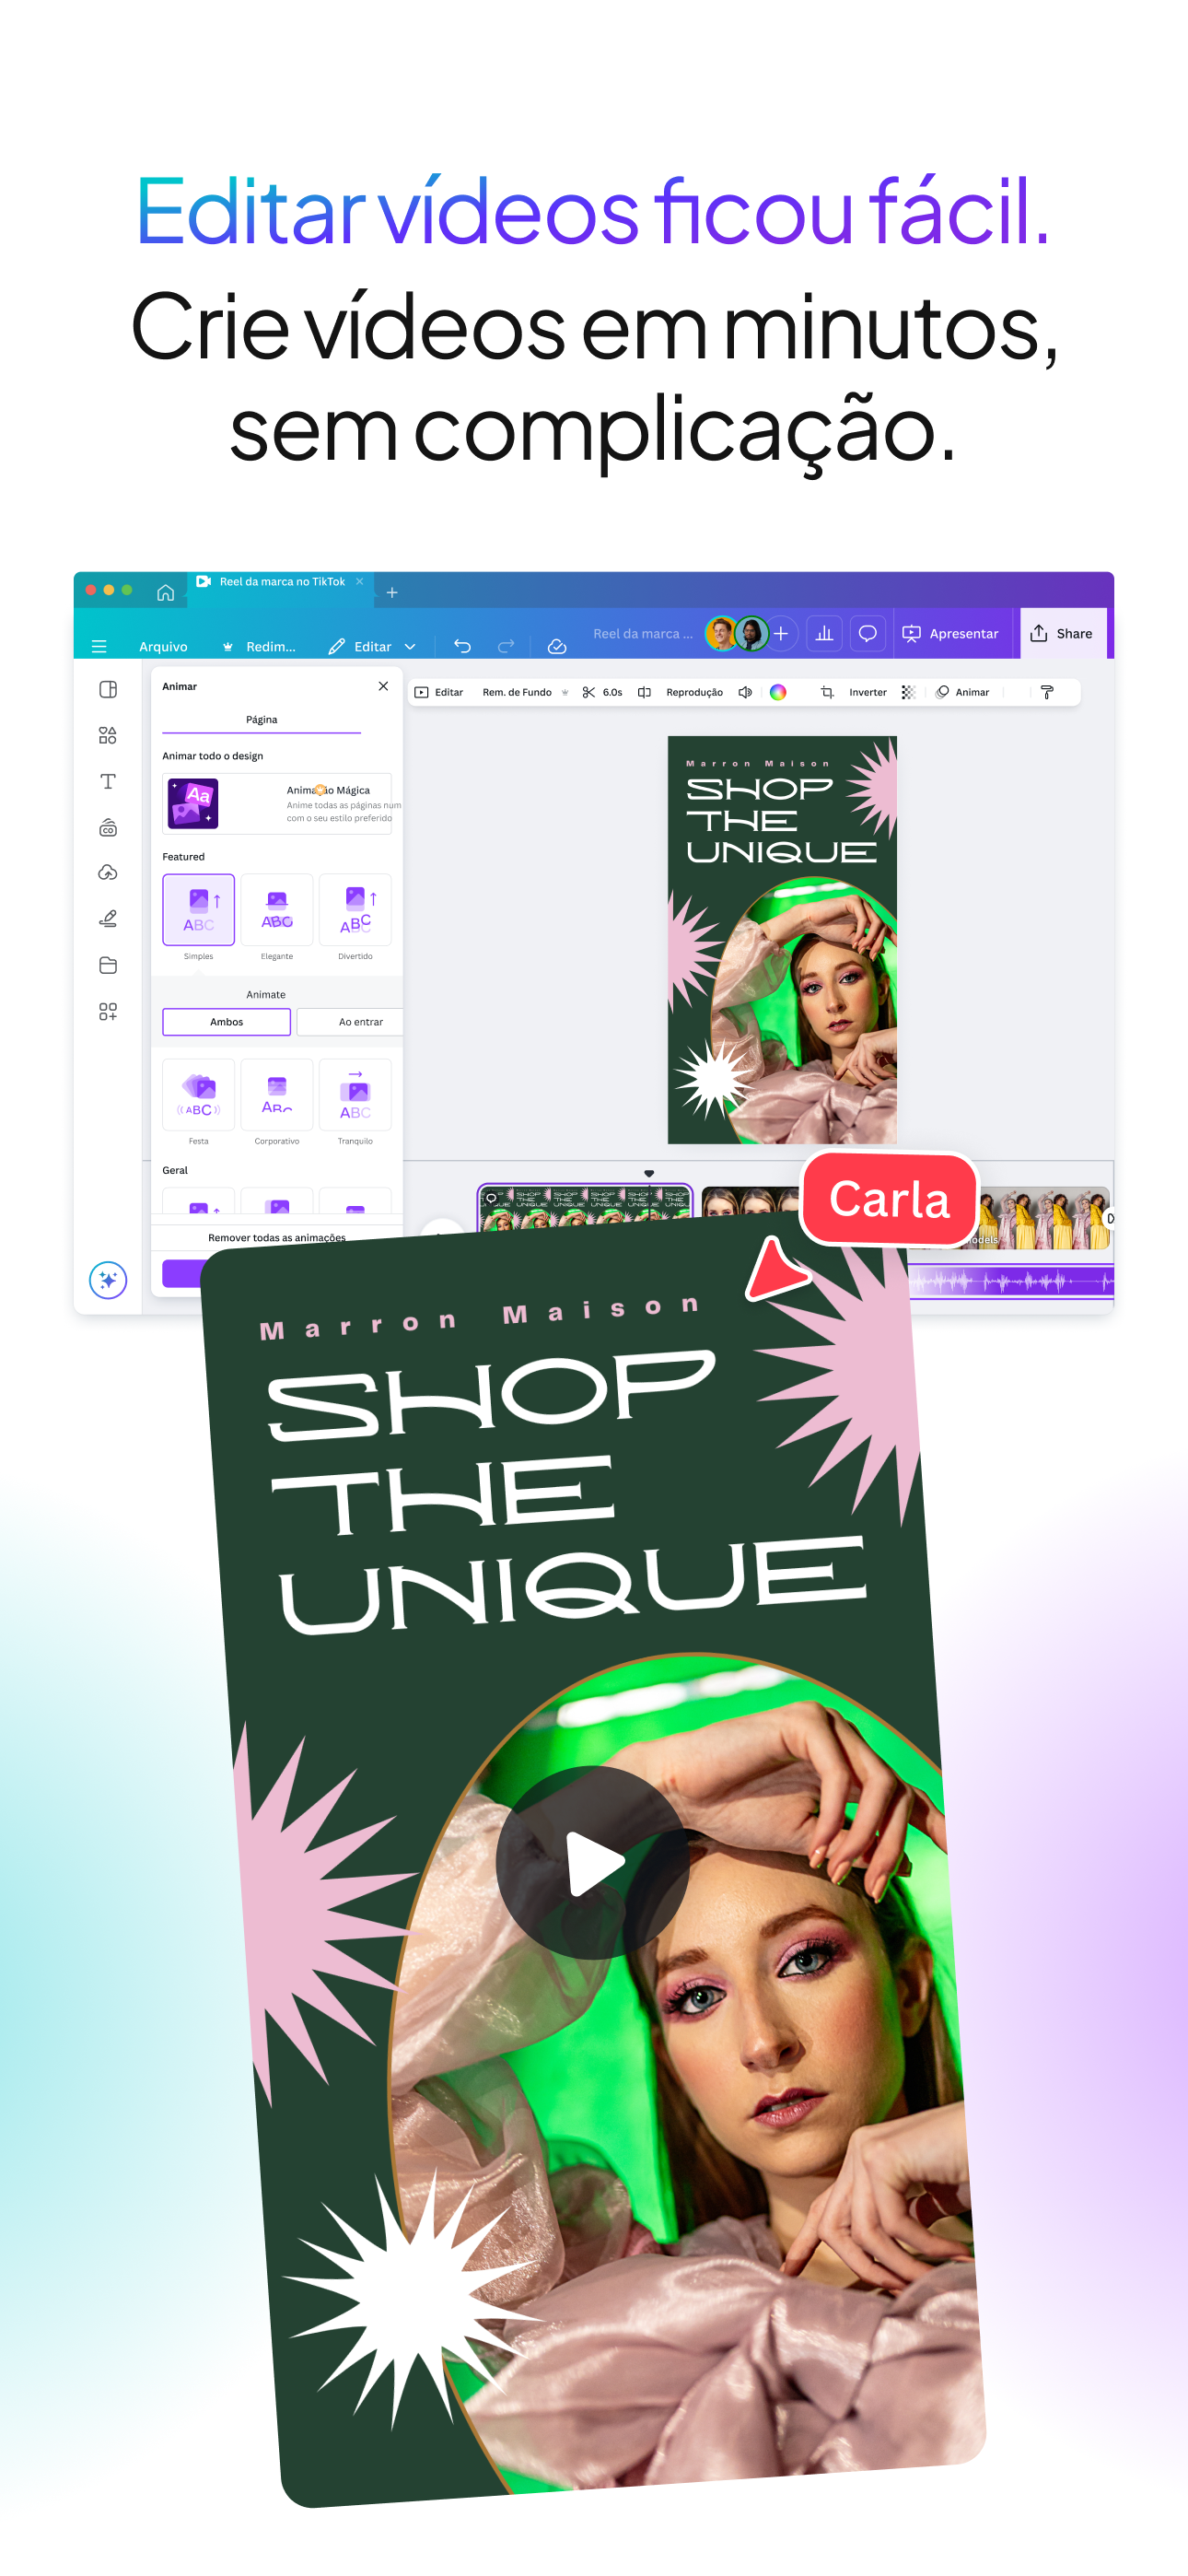 Editar vídeos ficou fácil.
Crie vídeos em minutos,
sem complicação.
Reel da marca no TikTok
Arquivo
Redim...
Editar
Reel da marca ...
Apresentar
Share
Animar
Página
Animar todo o design
Anime todas as páginas num
com o seu estilo preferido
Aa
Mágica
Featured
ABC
ABC
ABC
Simples
Elegante
Divertido
Animate
Ambos
Ao entrar
ABC
ABC
ABC
Festa
Corporativo
Tranquilo
Geral
Remover todas as animações
Editar
Rem. de Fundo
6.0s
Reprodução
Inverter
Animar
Marron Maison
SHOP
THE
UNIQUE
Carla
Marron Maison
SHOP
THE
UNIQUE